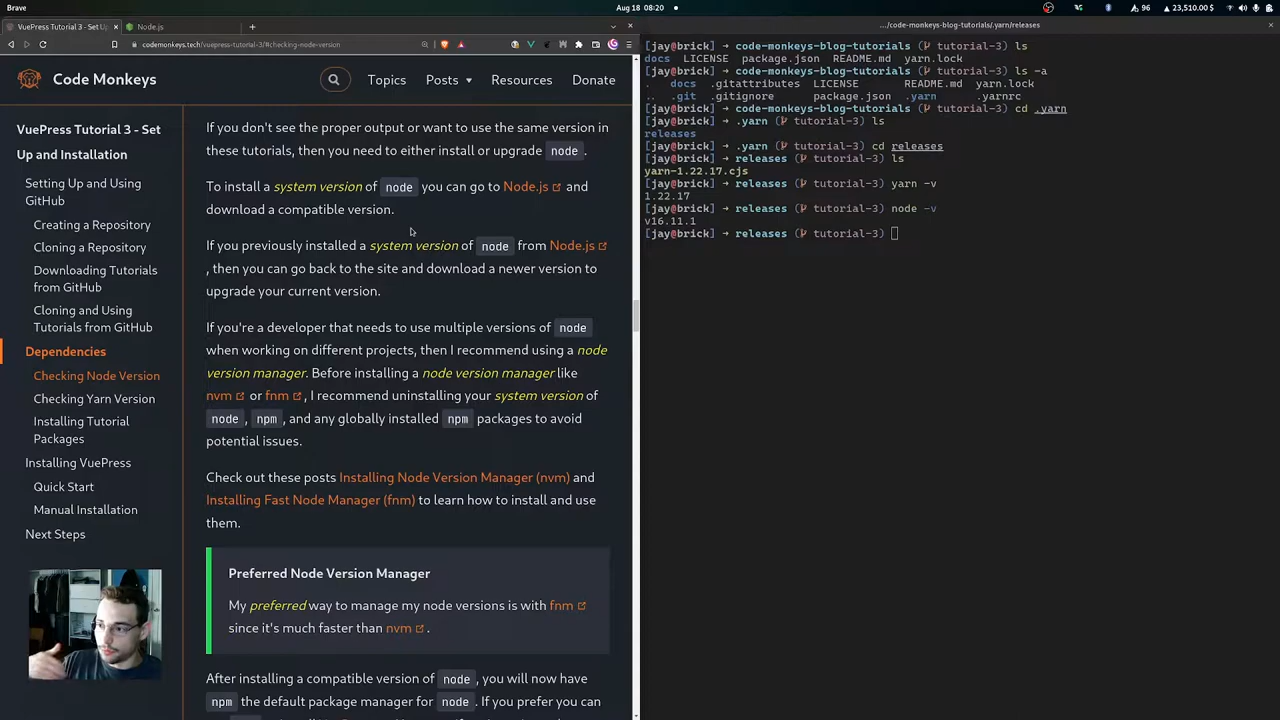 Brave
Aug 18 08:20
96
23,510.00 $
VuePress Tutorial 3 - Set U
Node.js
codemonkeys.tech/vuepress-tutorial-3/#checking-node-version
Code Monkeys
Topics
Posts
Resources
Donate
VuePress Tutorial 3 - Set
Up and Installation
Setting Up and Using
GitHub
Creating a Repository
Cloning a Repository
Downloading Tutorials
from GitHub
Cloning and Using
Tutorials from GitHub
Dependencies
Checking Node Version
Checking Yarn Version
Installing Tutorial
Packages
Installing VuePress
Quick Start
Manual Installation
Next Steps
If you don't see the proper output or want to use the same version in
these tutorials, then you need to either install or upgrade node.
To install a system version of node you can go to Node.js and
download a compatible version.
If you previously installed a system version of node from Node.js
, then you can go back to the site and download a newer version to
upgrade your current version.
If you're a developer that needs to use multiple versions of node
when working on different projects, then I recommend using a node
version manager. Before installing a node version manager like
nvm or fnm, I recommend uninstalling your system version of
node, npm, and any globally installed npm packages to avoid
potential issues.
Check out these posts Installing Node Version Manager (nvm) and
Installing Fast Node Manager (fnm) to learn how to install and use
them.
Preferred Node Version Manager
My preferred way to manage my node versions is with fnm
since it's much faster than nvm.
After installing a compatible version of node, you will now have
npm the default package manager for node. If you prefer you can
.../code-monkeys-blog-tutorials/.yarn/releases
[jay@brick] → code-monkeys-blog-tutorials ( tutorial-3) ls
docs LICENSE package.json README.md yarn.lock
[jay@brick] → code-monkeys-blog-tutorials ( tutorial-3) ls -a
. docs .gitattributes LICENSE README.md yarn.lock
.. .git .gitignore package.json .yarn .yarnrc
[jay@brick] → code-monkeys-blog-tutorials ( tutorial-3) cd .yarn
[jay@brick] → .yarn ( tutorial-3) ls
releases
[jay@brick] → .yarn ( tutorial-3) cd releases
[jay@brick] → releases ( tutorial-3) ls
yarn-1.22.17.cjs
[jay@brick] → releases ( tutorial-3) yarn -v
1.22.17
[jay@brick] → releases ( tutorial-3) node -v
v16.11.1
[jay@brick] → releases ( tutorial-3)